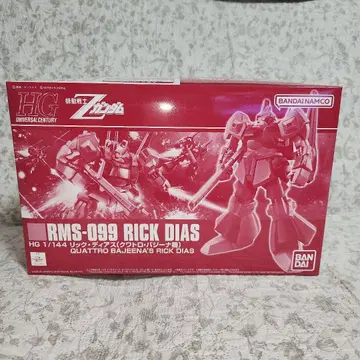 HG
UNIVERSAL CENTURY
機動戦士
Zガンダム
BANDAI NAMCO
RMS-099 RICK DIAS
HG 1/144 リック・ディアス(クワトロ・バジーナ機)
QUATTRO BAJEENA'S RICK DIAS
BAN
DAI